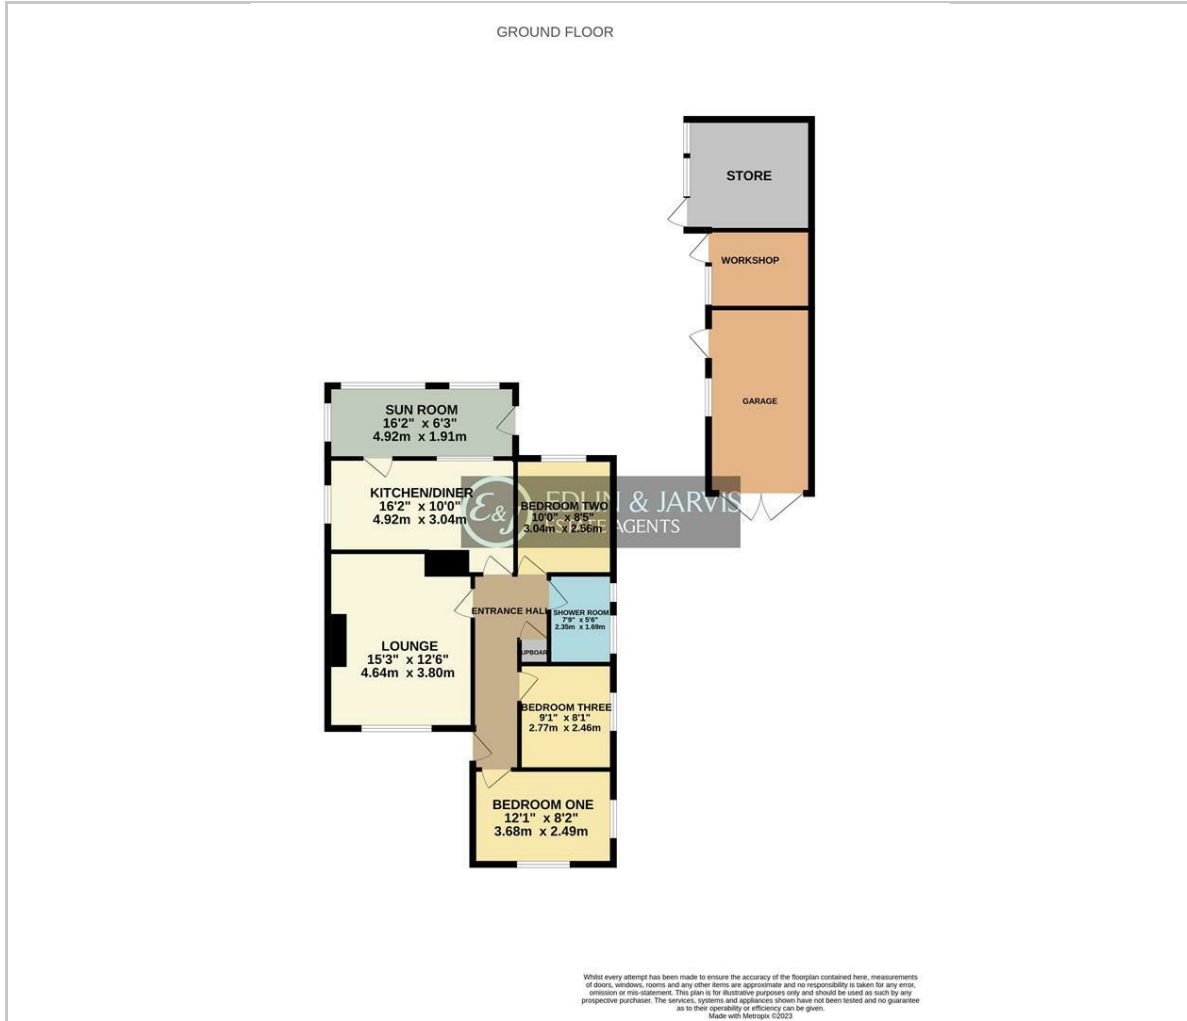 GROUND FLOOR
STORE
WORKSHOP
GARAGE
SUN ROOM
16'2" x 6'3"
4.92m x 1.91m
KITCHEN/DINER
16'2" x 10'0"
4.92m x 3.04m
E&J
EDLIN & JARVIS
ESTATE AGENTS
BEDROOM TWO
10'0" x 8'5"
3.04m x 2.56m
ENTRANCE HALL
SHOWER ROOM
7'9" x 5'6"
2.35m x 1.69m
UPBOAR
LOUNGE
15'3" x 12'6"
4.64m x 3.80m
BEDROOM THREE
9'1" x 8'1"
2.77m x 2.46m
BEDROOM ONE
12'1" x 8'2"
3.68m x 2.49m
Whilst every attempt has been made to ensure the accuracy of the floorplan contained here, measurements
of doors, windows, rooms and any other items are approximate and no responsibility is taken for any error,
omission or mis-statement. This plan is for illustrative purposes only and should be used as such by any
prospective purchaser. The services, systems and appliances shown have not been tested and no guarantee
as to their operability or efficiency can be given.
Made with Metropix ©2023